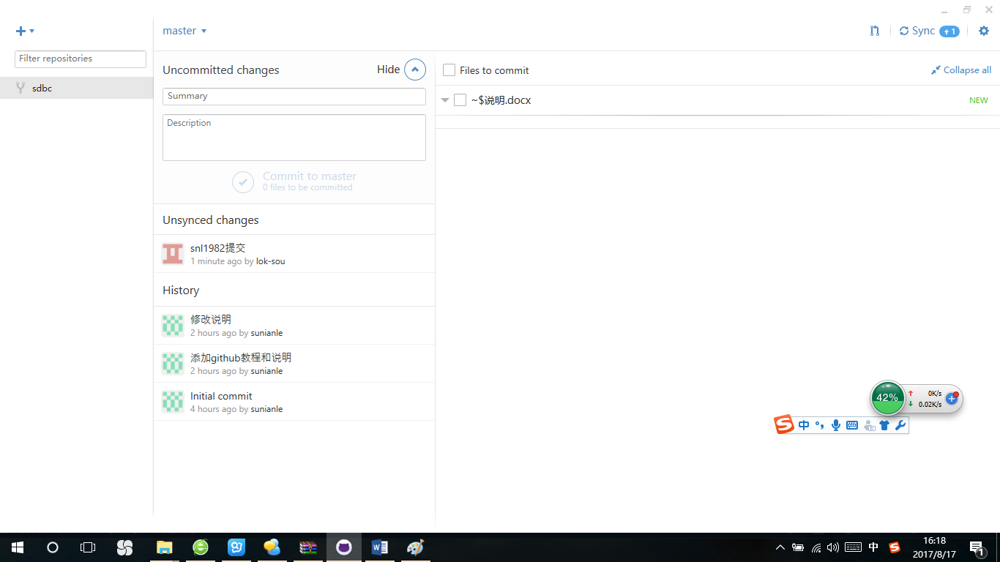 master
Sync
1
Filter repositories
sdbc
Uncommitted changes
Hide
Summary
Description
Commit to master
0 files to be committed
Unsynced changes
snl1982提交
1 minute ago by lok-sou
History
修改说明
2 hours ago by sunianle
添加github教程和说明
2 hours ago by sunianle
Initial commit
4 hours ago by sunianle
Files to commit
Collapse all
~$说明.docx
NEW
42%
0K/s
0.02K/s
S
中
中
S
16:18
2017/8/17
1